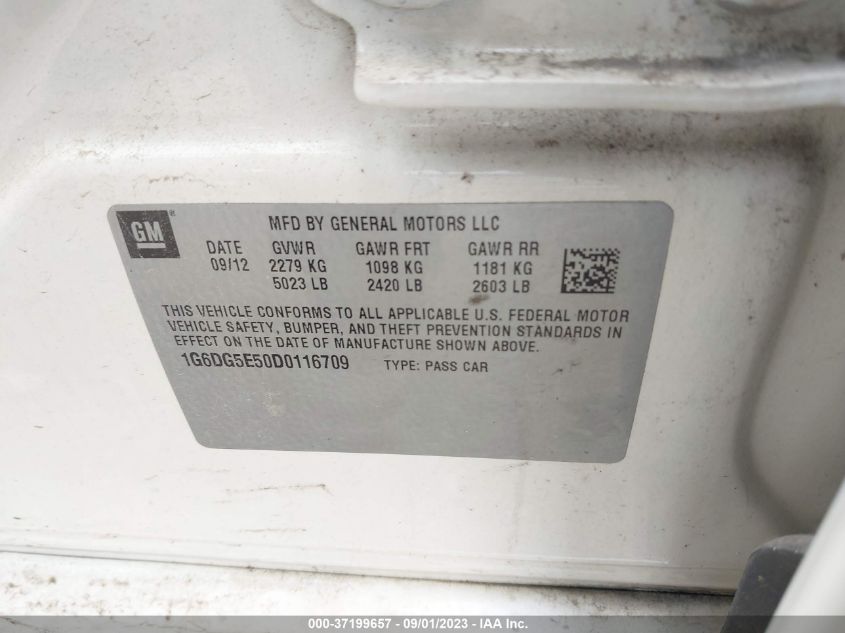 GM®
MFD BY GENERAL MOTORS LLC
DATE GVWR GAWR FRT GAWR RR
09/12 2279 KG 1098 KG 1181 KG
5023 LB 2420 LB 2603 LB
THIS VEHICLE CONFORMS TO ALL APPLICABLE U.S. FEDERAL MOTOR
VEHICLE SAFETY, BUMPER, AND THEFT PREVENTION STANDARDS IN
EFFECT ON THE DATE OF MANUFACTURE SHOWN ABOVE.
1G6DG5E50D0116709 TYPE: PASS CAR
000-37199657 - 09/01/2023 - IAA Inc.